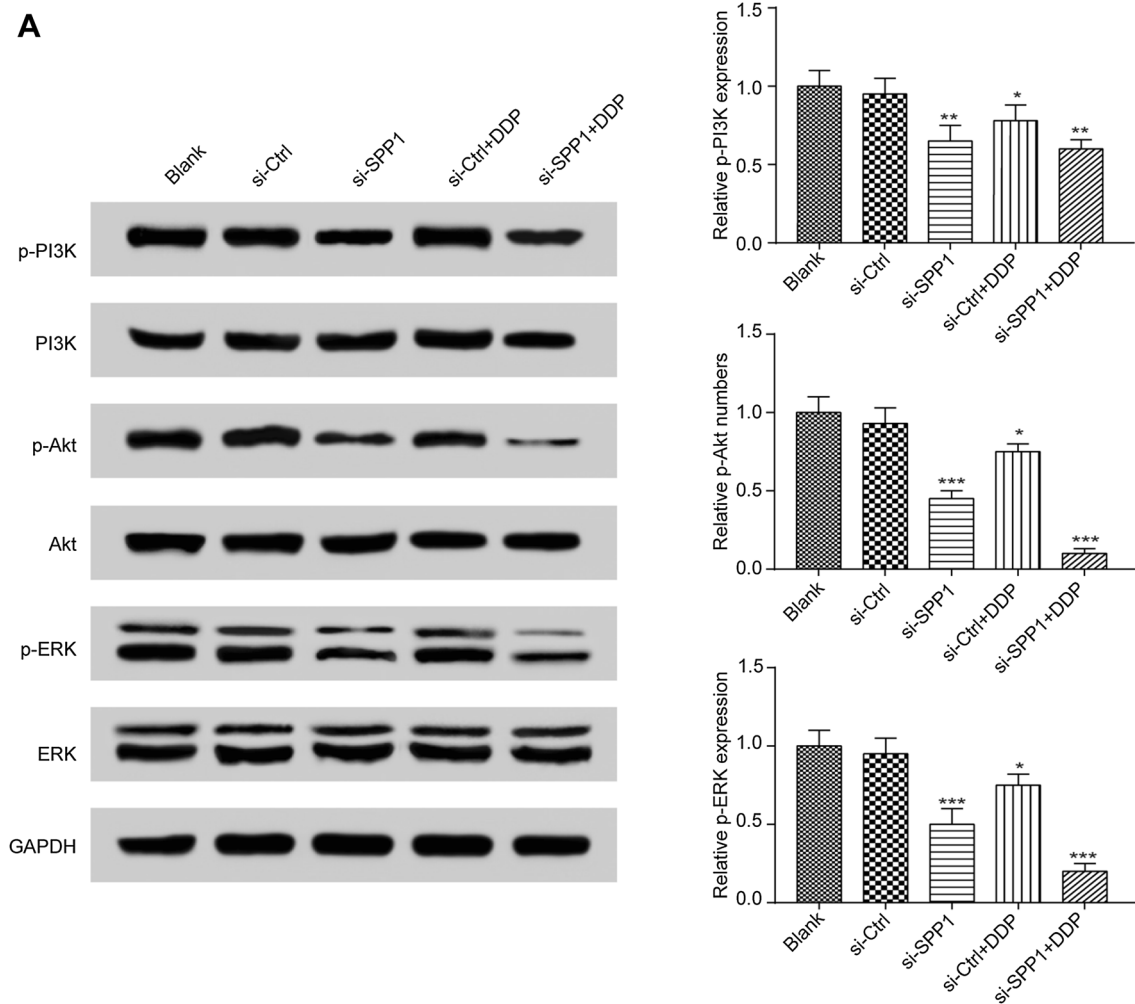 A
Blank
si-Ctrl
si-SPP1
si-Ctrl+DDP
si-SPP1+DDP
p-PI3K
PI3K
p-Akt
Akt
p-ERK
ERK
GAPDH
Relative p-PI3K expression
1.5
1.0
0.5
0.0
**
*
**
Blank
si-Ctrl
si-SPP1
si-Ctrl+DDP
si-SPP1+DDP
Relative p-Akt numbers
1.5
1.0
0.5
0.0
***
*
***
Blank
si-Ctrl
si-SPP1
si-Ctrl+DDP
si-SPP1+DDP
Relative p-ERK expression
1.5
1.0
0.5
0.0
***
*
***
Blank
si-Ctrl
si-SPP1
si-Ctrl+DDP
si-SPP1+DDP